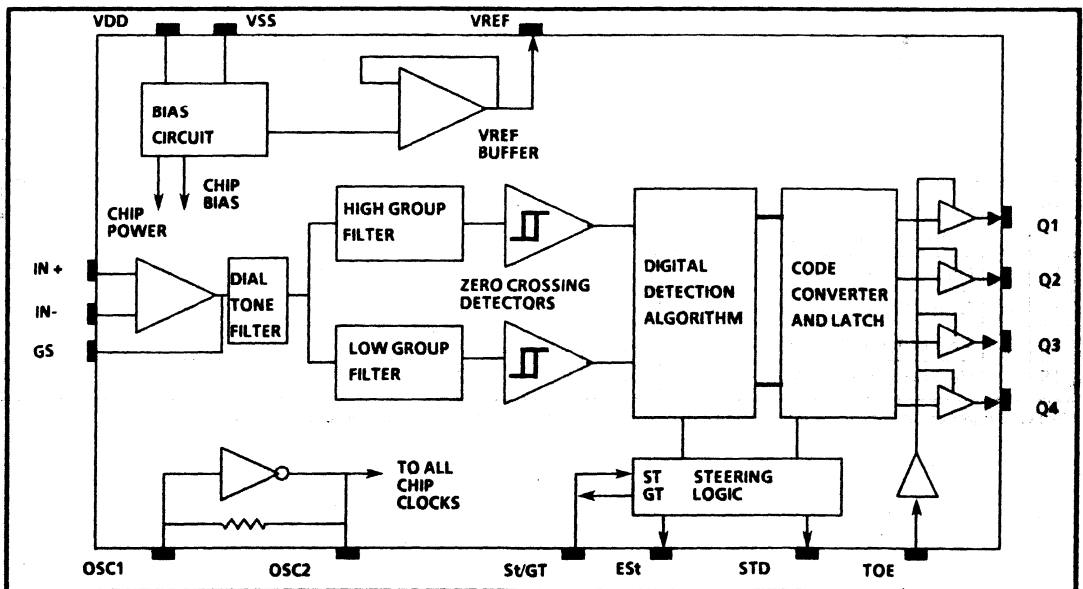 VDD
VSS
VREF
BIAS
CIRCUIT
VREF
BUFFER
CHIP
BIAS
CHIP
POWER
HIGH GROUP
FILTER
IN +
IN-
GS
DIAL
TONE
FILTER
ZERO CROSSING
DETECTORS
LOW GROUP
FILTER
DIGITAL
DETECTION
ALGORITHM
CODE
CONVERTER
AND LATCH
Q1
Q2
Q3
Q4
TO ALL
CHIP
CLOCKS
ST STEERING
GT LOGIC
OSC1
OSC2
St/GT
ESt
STD
TOE